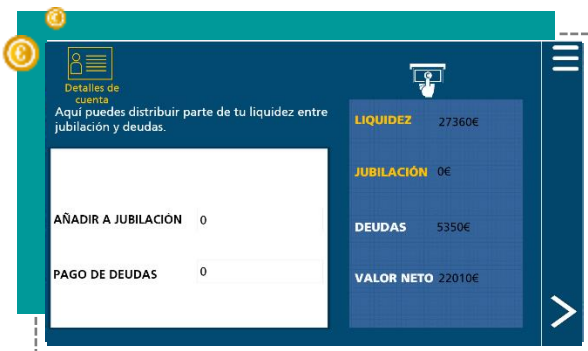 Detalles de
cuenta
Aquí puedes distribuir parte de tu liquidez entre
jubilación y deudas.
AÑADIR A JUBILACIÓN 0
PAGO DE DEUDAS 0
LIQUIDEZ 27360€
JUBILACIÓN 0€
DEUDAS 5350€
VALOR NETO 22010€